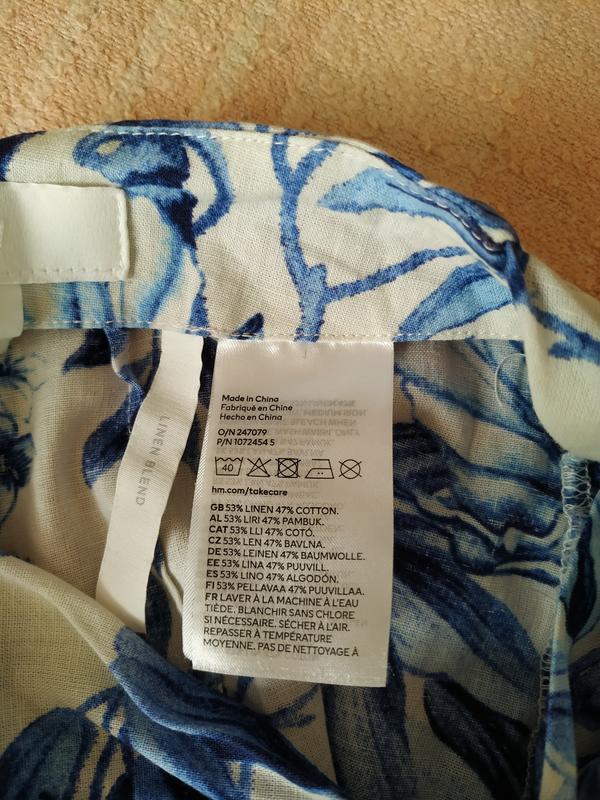 LINEN BLEND
Made in China
Fabriqué en Chine
Hecho en China
O/N 247079
P/N 1072454 5
40
hm.com/takecare
GB 53% LINEN 47% COTTON.
AL 53% LIRI 47% PAMBUK.
CAT 53% LLI 47% COTÓ.
CZ 53% LEN 47% BAVLNA.
DE 53% LEINEN 47% BAUMWOLLE.
EE 53% LINA 47% PUUVILL.
ES 53% LINO 47% ALGODÓN.
FI 53% PELLAVAA 47% PUUVILLAA.
FR LAVER À LA MACHINE À L'EAU
TIÈDE. BLANCHIR SANS CHLORE
SI NÉCESSAIRE. SÉCHER À L'AIR.
REPASSER À TEMPÉRATURE
MOYENNE. PAS DE NETTOYAGE À